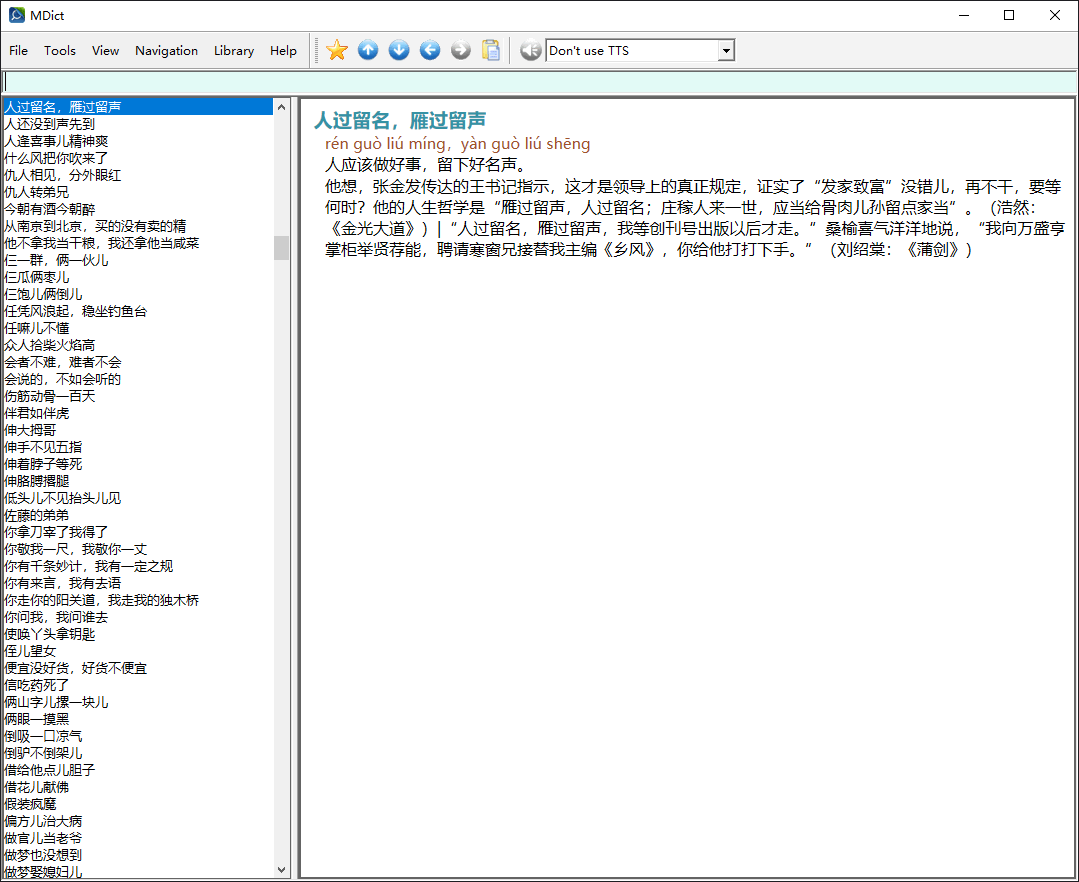 MDict
File Tools View Navigation Library Help Don't use TTS
人过留名，雁过留声
人还没到声先到
人逢喜事儿精神爽
什么风把你吹来了
仇人相见，分外眼红
仇人转弟兄
今朝有酒今朝醉
从南京到北京，买的没有卖的精
他不拿我当干粮，我还拿他当咸菜
仨一群，俩一伙儿
仨瓜俩枣儿
仨饱儿俩倒儿
任凭风浪起，稳坐钓鱼台
任嘛儿不懂
众人拾柴火焰高
会者不难，难者不会
会说的，不如会听的
伤筋动骨一百天
伴君如伴虎
伸大拇哥
伸手不见五指
伸着脖子等死
伸胳膊撂腿
低头儿不见抬头儿见
佐藤的弟弟
你拿刀宰了我得了
你敬我一尺，我敬你一丈
你有千条妙计，我有一定之规
你有来言，我有去语
你走你的阳关道，我走我的独木桥
你问我，我问谁去
使唤丫头拿钥匙
侄儿望女
便宜没好货，好货不便宜
信吃药死了
俩山字儿摞一块儿
俩眼一摸黑
倒吸一口凉气
倒驴不倒架儿
借给他点儿胆子
借花儿献佛
假装疯魔
偏方儿治大病
做官儿当老爷
做梦也没想到
做梦娶媳妇儿
人过留名，雁过留声
rén guò liú míng，yàn guò liú shēng
人应该做好事，留下好名声。
他想，张金发传达的王书记指示，这才是领导上的真正规定，证实了“发家致富”没错儿，再不干，要等
何时？他的人生哲学是“雁过留声，人过留名；庄稼人来一世，应当给骨肉儿孙留点家当”。（浩然：
《金光大道》）|“人过留名，雁过留声，我等创刊号出版以后才走。”桑榆喜气洋洋地说，“我向万盛亨
掌柜举贤荐能，聘请寒窗兄接替我主编《乡风》，你给他打打下手。“（刘绍棠：《蒲剑》）